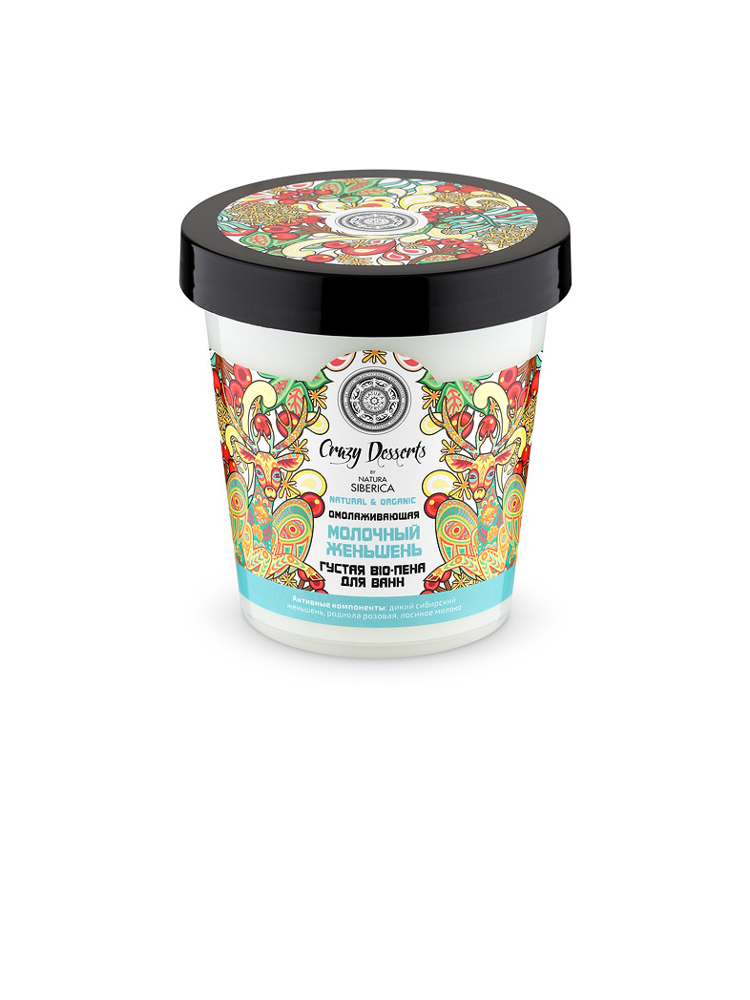 Crazy Desserts
BY
NATURA
SIBERICA
NATURAL & ORGANIC
ОМОЛАЖИВАЮЩАЯ
МОЛОЧНЫЙ
ЖЕНЬШЕНЬ
ГУСТАЯ BIO-ПЕНА
ДЛЯ ВАНН
Активные компоненты: дикий сибирский
женьшень, родиола розовая, лосиное молоко